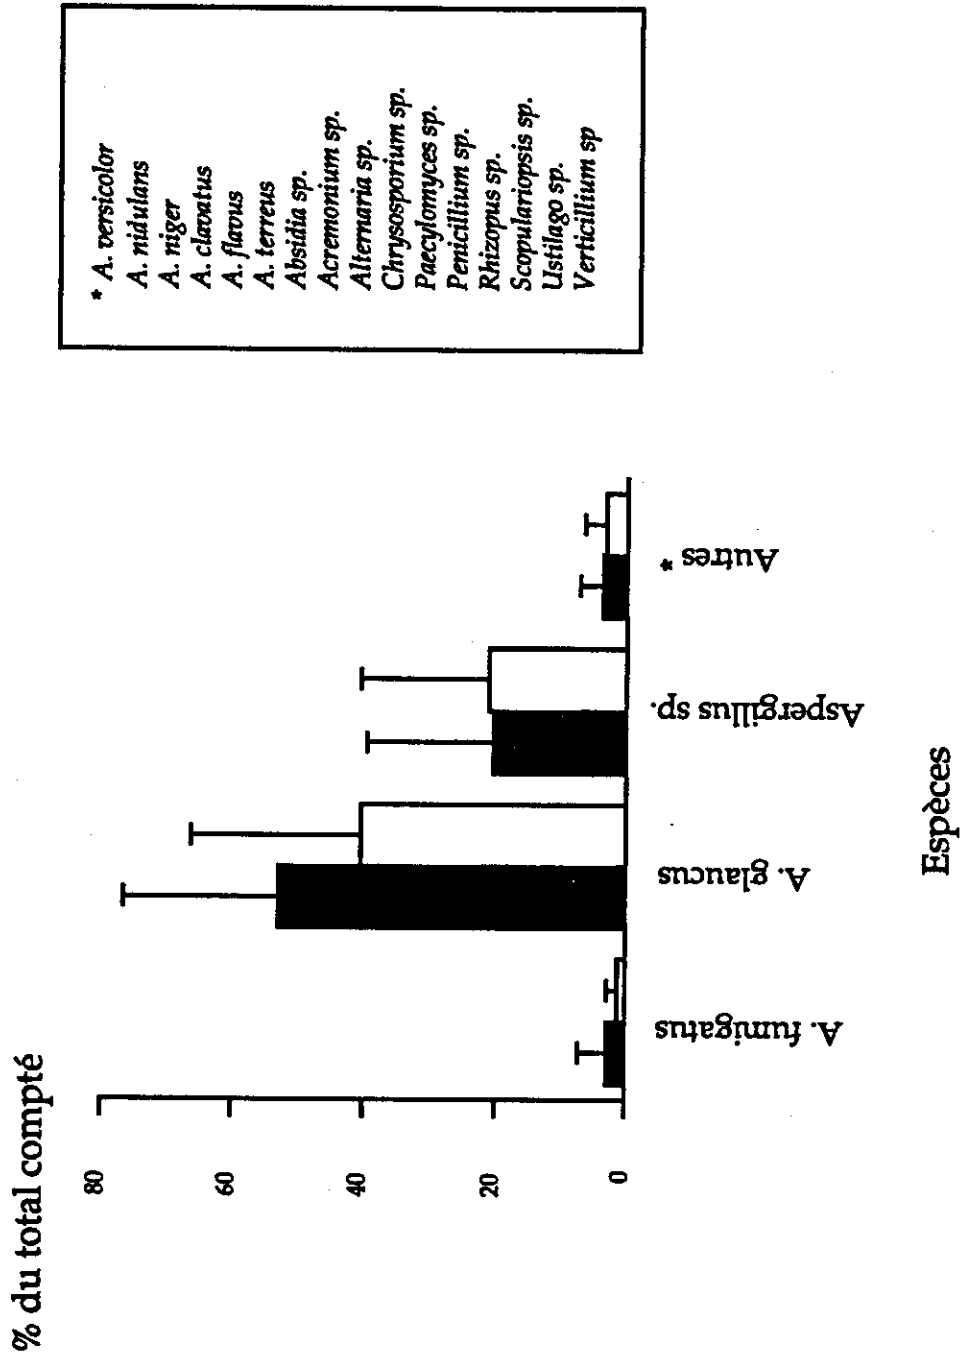 % du total compté
80
60
40
20
0
A. fumigatus
A. glaucus
Aspergillus sp.
Autres *
Espèces
* A. versicolor
A. nidulans
A. niger
A. clavatus
A. flavus
A. terreus
Absidia sp.
Acremonium sp.
Alternaria sp.
Chrysosporium sp.
Paecylomyces sp.
Penicillium sp.
Rhizopus sp.
Scopulariopsis sp.
Ustilago sp.
Verticillium sp